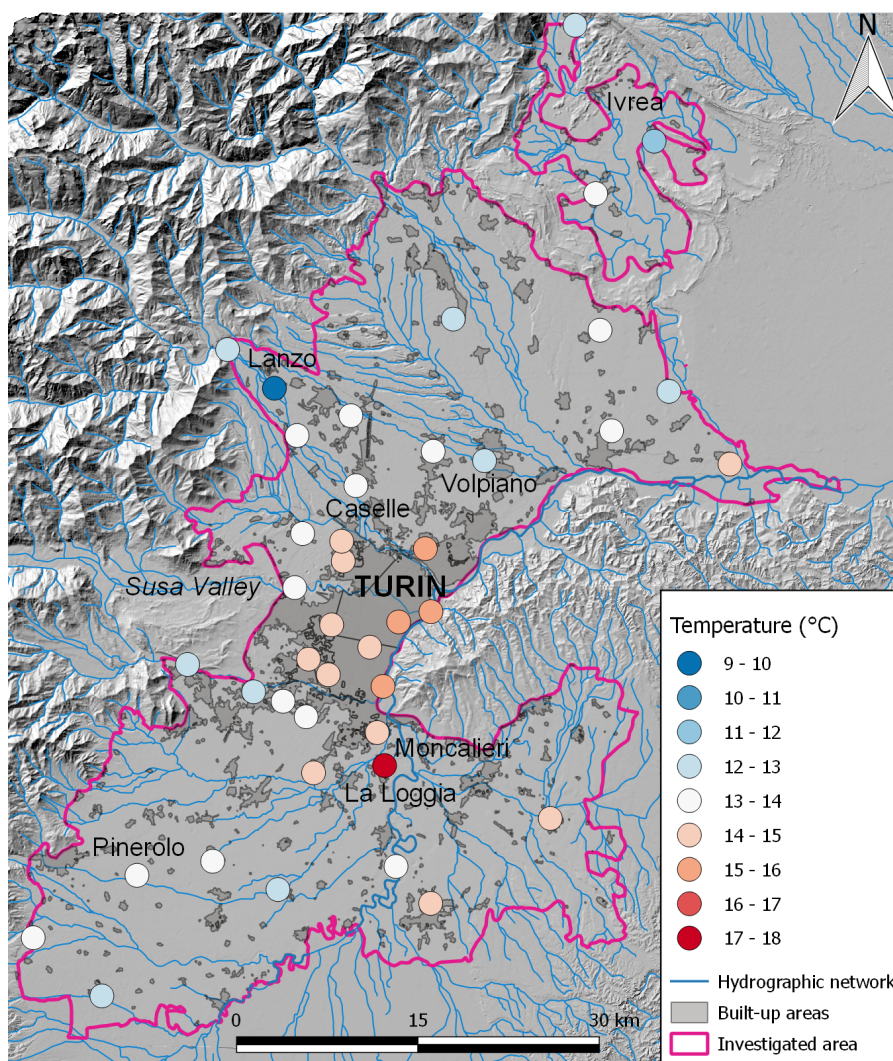 N
Ivrea
Lanzo
Volpiano
Caselle
Susa Valley
TURIN
Moncalieri
La Loggia
Pinerolo
Temperature (°C)
9 - 10
10 - 11
11 - 12
12 - 13
13 - 14
14 - 15
15 - 16
16 - 17
17 - 18
Hydrographic network
Built-up areas
Investigated area
0 15 30 km